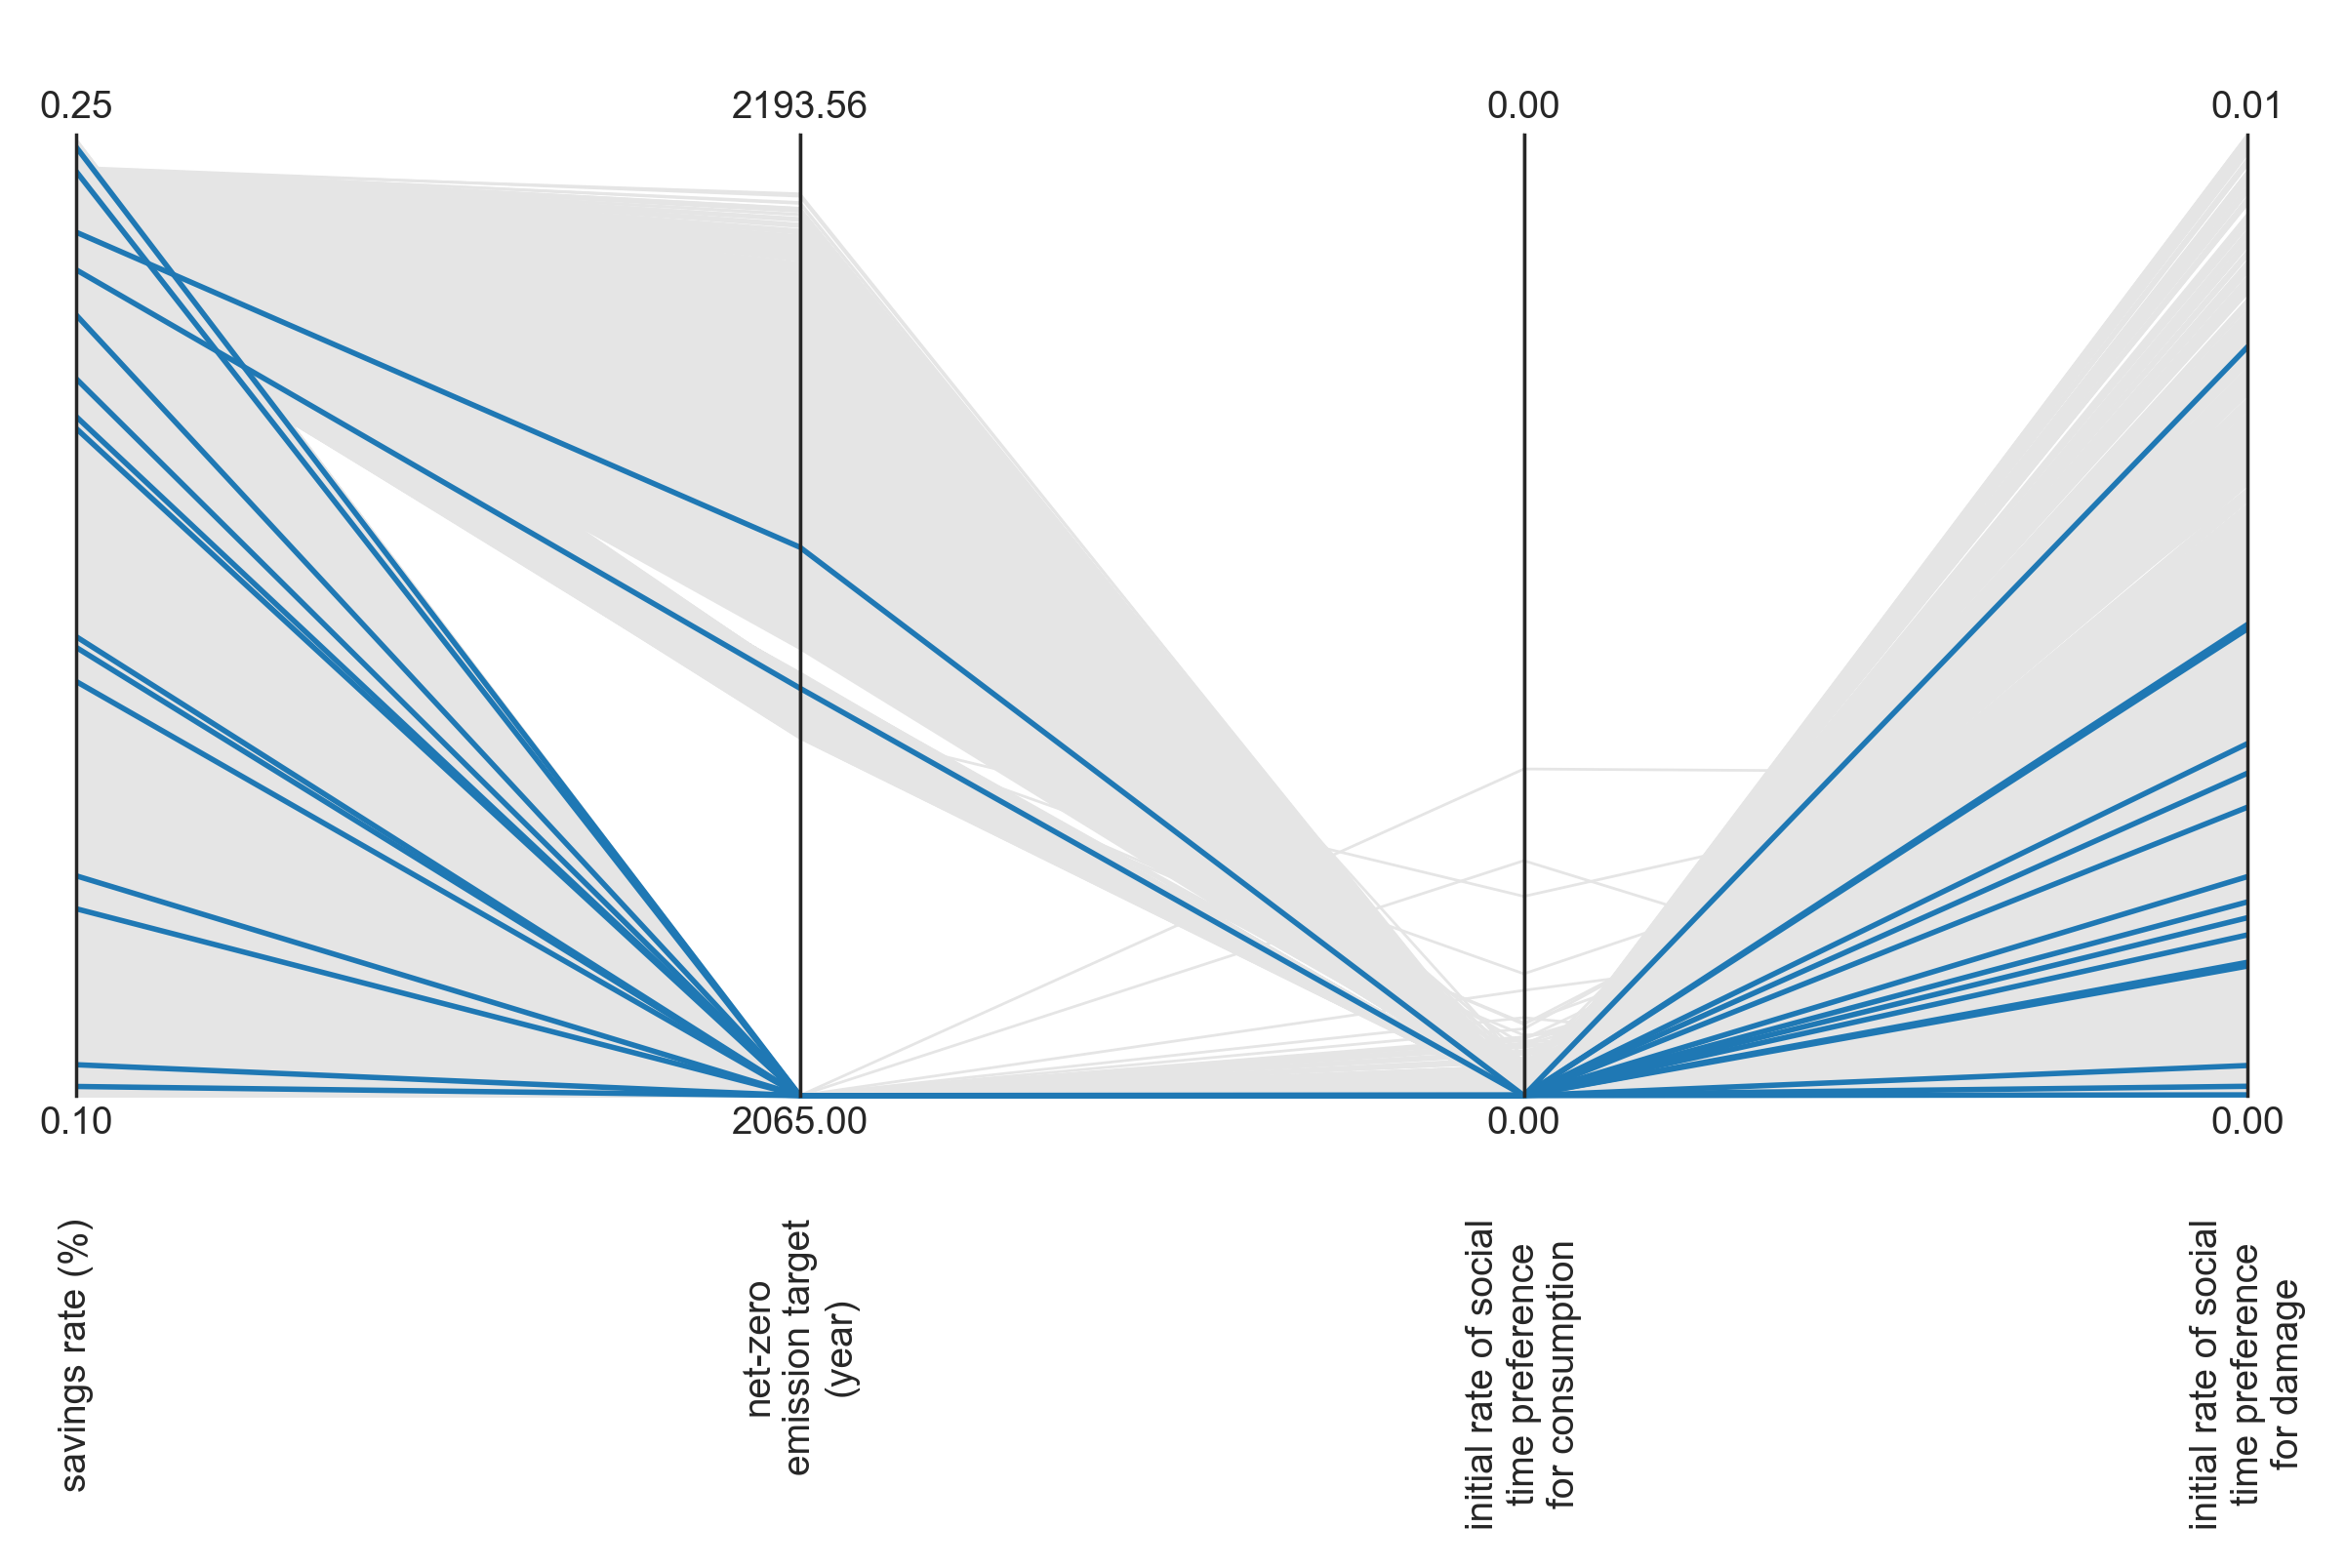 0.25
2193.56
0.00
0.01
0.10
2065.00
0.00
0.00
savings rate (%)
net-zero
emission target
(year)
initial rate of social
time preference
for consumption
initial rate of social
time preference
for damage